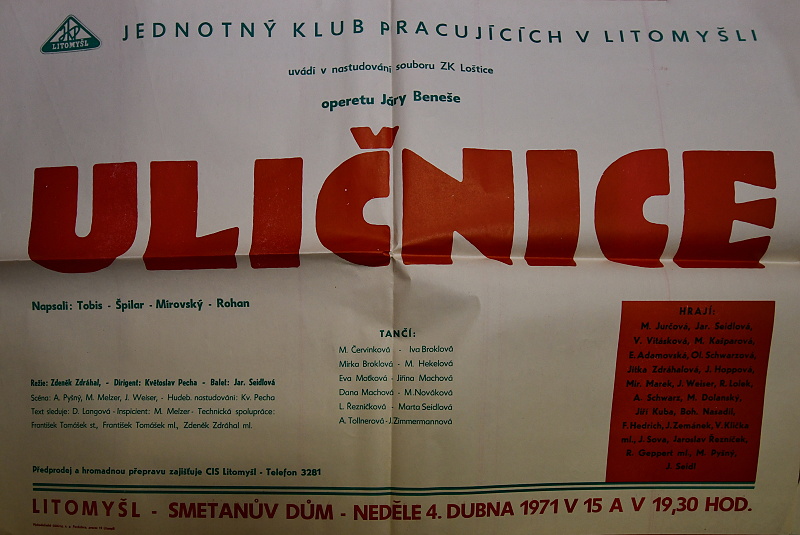 LITOMYŠL
JEDNOTNÝ KLUB PRACUJÍCÍCH V LITOMYŠLI
uvádí v nastudování souboru ZK Loštice
operetu Járy Beneše
ULIČNICE
Napsali: Tobis - Špilar - Mírovský - Rohan
Režie: Zdeněk Zdráhal, - Dirigent: Květoslav Pecha - Balet: Jar. Seidlová
Scéna: A. Pyšný, M. Melzer, J. Weiser, - Hudeb. nastudování: Kv. Pecha
Text sleduje: D. Langová - Inspicient: M. Melzer - Technická spolupráce:
František Tomášek st., František Tomášek ml., Zdeněk Zdráhal ml.
Předprodej a hromadnou přepravu zajišťuje CIS Litomyšl - Telefon 3281
TANČÍ:
M. Červinková - Iva Broklová
Mirka Broklová - M. Hekelová
Eva Maťková - Jiřina Machová
Dana Machová - M. Nováková
L. Řezníčková - Marta Seidlová
A. Tollnerová - J. Zimmermannová
HRAJÍ:
M. Jurčová, Jar. Seidlová,
V. Vitásková, M. Kašparová,
E. Adamovská, Ol. Schwarzová,
Jitka Zdráhalová, J. Hoppová,
Mir. Marek, J. Weiser, R. Lolek,
A. Schwarz, M. Dolanský,
Jiří Kuba, Boh. Nasadil,
F. Hedrich, J. Zemánek, V. Klička
ml., J. Sova, Jaroslav Řezníček,
R. Geppert ml., M. Pyšný,
J. Seidl
LITOMYŠL - SMETANŮV DŮM - NEDĚLE 4. DUBNA 1971 V 15 A V 19,30 HOD.